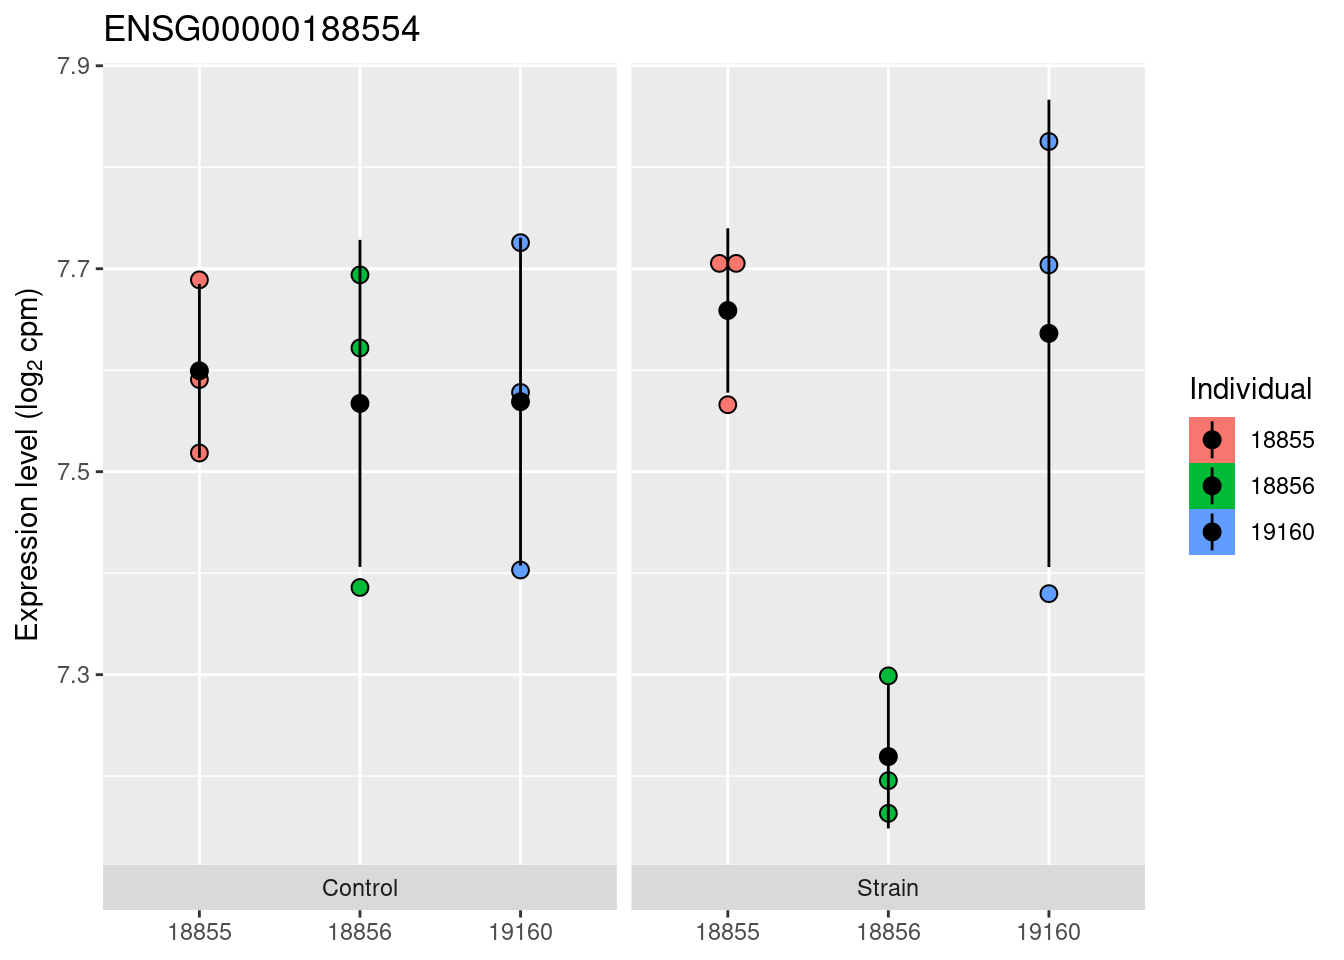 ENSG00000188554
Expression level (log2 cpm)
7.9
7.7
7.5
7.3
Control
Strain
18855 18856 19160
18855 18856 19160
Individual
18855
18856
19160